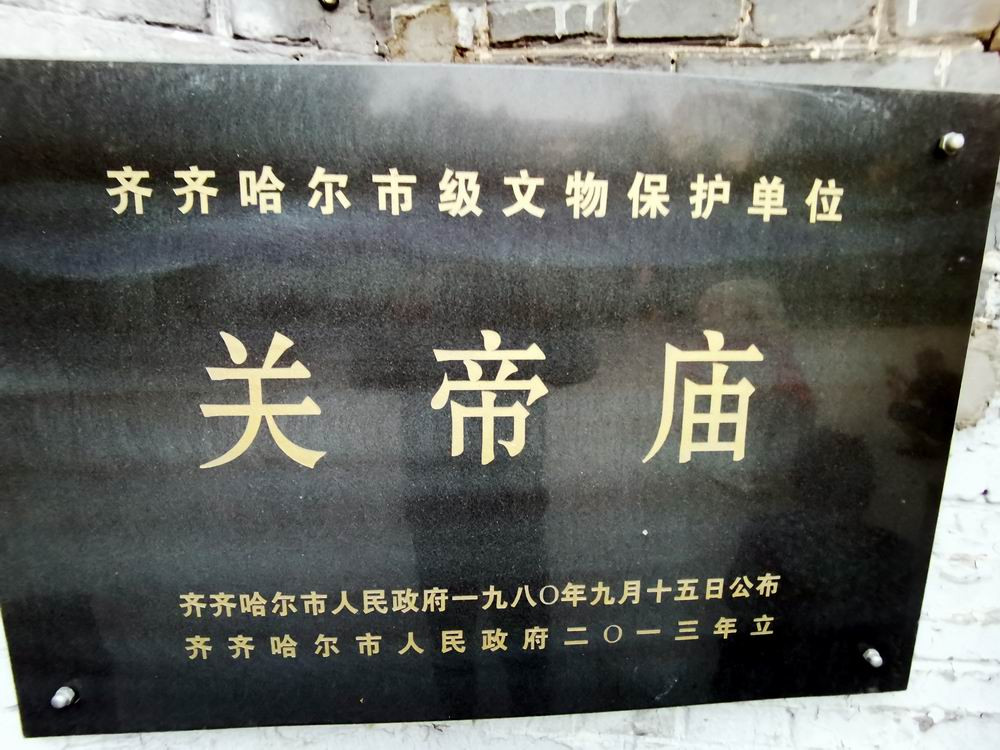 齐齐哈尔市级文物保护单位
关帝庙
齐齐哈尔市人民政府一九八〇年九月十五日公布
齐齐哈尔市人民政府二〇一三年立